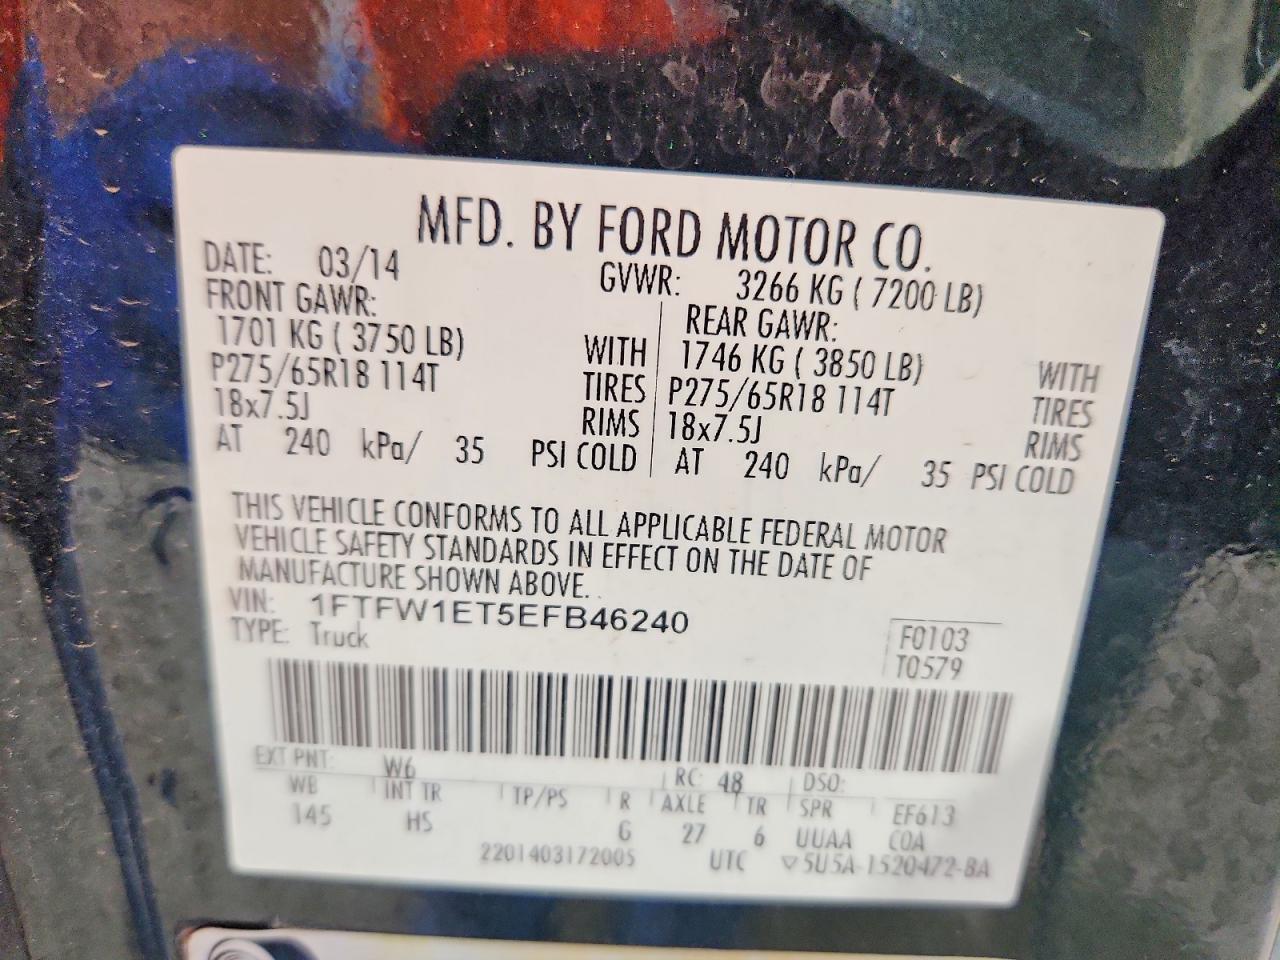 MFD. BY FORD MOTOR CO.
DATE: 03/14 GVWR: 3266 KG ( 7200 LB)
FRONT GAWR: REAR GAWR:
1701 KG ( 3750 LB) WITH 1746 KG ( 3850 LB) WITH
P275/65R18 114T TIRES P275/65R18 114T TIRES
18x7.5J RIMS 18x7.5J RIMS
AT 240 kPa/ 35 PSI COLD AT 240 kPa/ 35 PSI COLD
THIS VEHICLE CONFORMS TO ALL APPLICABLE FEDERAL MOTOR
VEHICLE SAFETY STANDARDS IN EFFECT ON THE DATE OF
MANUFACTURE SHOWN ABOVE.
VIN: 1FTFW1ET5EFB46240
TYPE: Truck F0103
T0579
EXT PNT: W6 RC: 48 DSO:
WB INT TR TP/PS R AXLE TR SPR EF613
145 HS G 27 6 UUAA COA
2201403172005 UTC ▽5U5A-1520472-BA